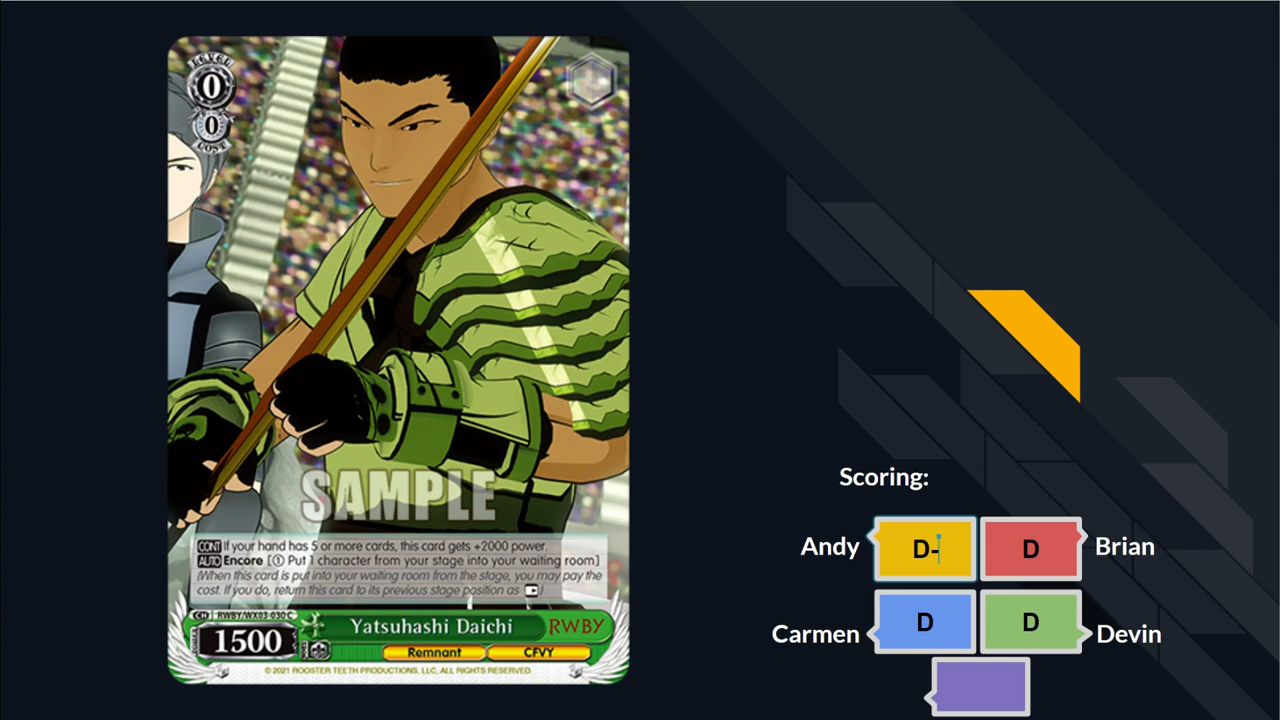 LEVEL
0
0
COST
SAMPLE
CONT If your hand has 5 or more cards, this card gets +2000 power.
AUTO Encore [① Put 1 character from your stage into your waiting room]
(When this card is put into your waiting room from the stage, you may pay the
cost. If you do, return this card to its previous stage position as )
CH RWBY/WX03-030 C
1500
Yatsuhashi Daichi
RWBY
Remnant
CFVY
© 2021 ROOSTER TEETH PRODUCTIONS, LLC, ALL RIGHTS RESERVED.
Scoring:
Andy
D-
D
Brian
Carmen
D
D
Devin